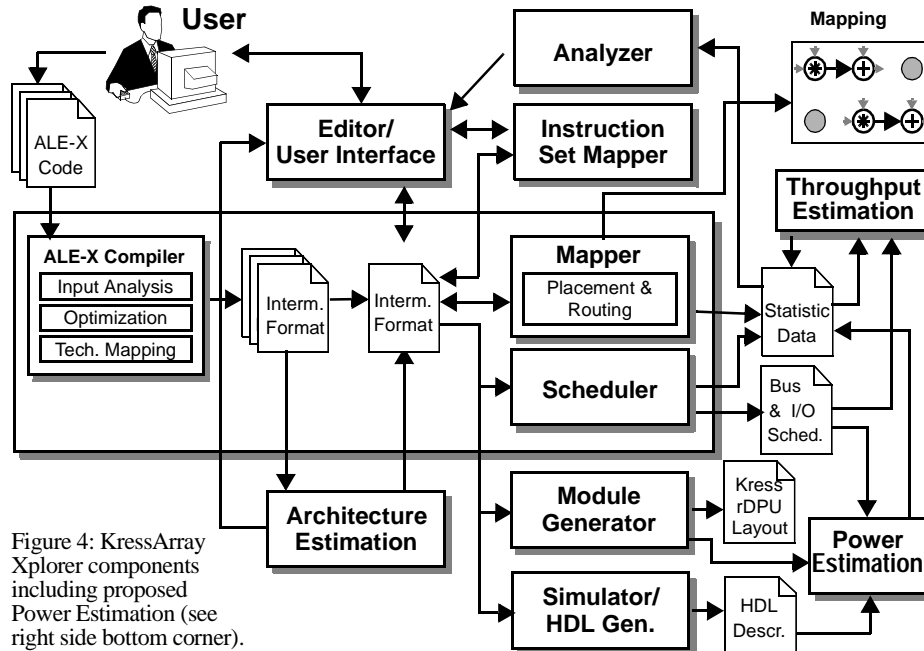 User
Mapping
Analyzer
ALE-X
Code
Editor/
User Interface
Instruction
Set Mapper
Throughput
Estimation
ALE-X Compiler
Input Analysis
Optimization
Tech. Mapping
Interm.
Format
Interm.
Format
Mapper
Placement &
Routing
Statistic
Data
Scheduler
Bus
& I/O
Sched.
Architecture
Estimation
Module
Generator
Kress
rDPU
Layout
Power
Estimation
Simulator/
HDL Gen.
HDL
Descr.
Figure 4: KressArray
Xplorer components
including proposed
Power Estimation (see
right side bottom corner).